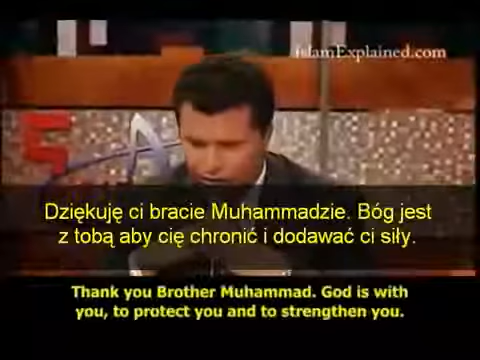 islamExplained.com
Dziękuję ci bracie Muhammadzie. Bóg jest
z tobą aby cię chronić i dodawać ci siły.
Thank you Brother Muhammad. God is with
you, to protect you and to strengthen you.